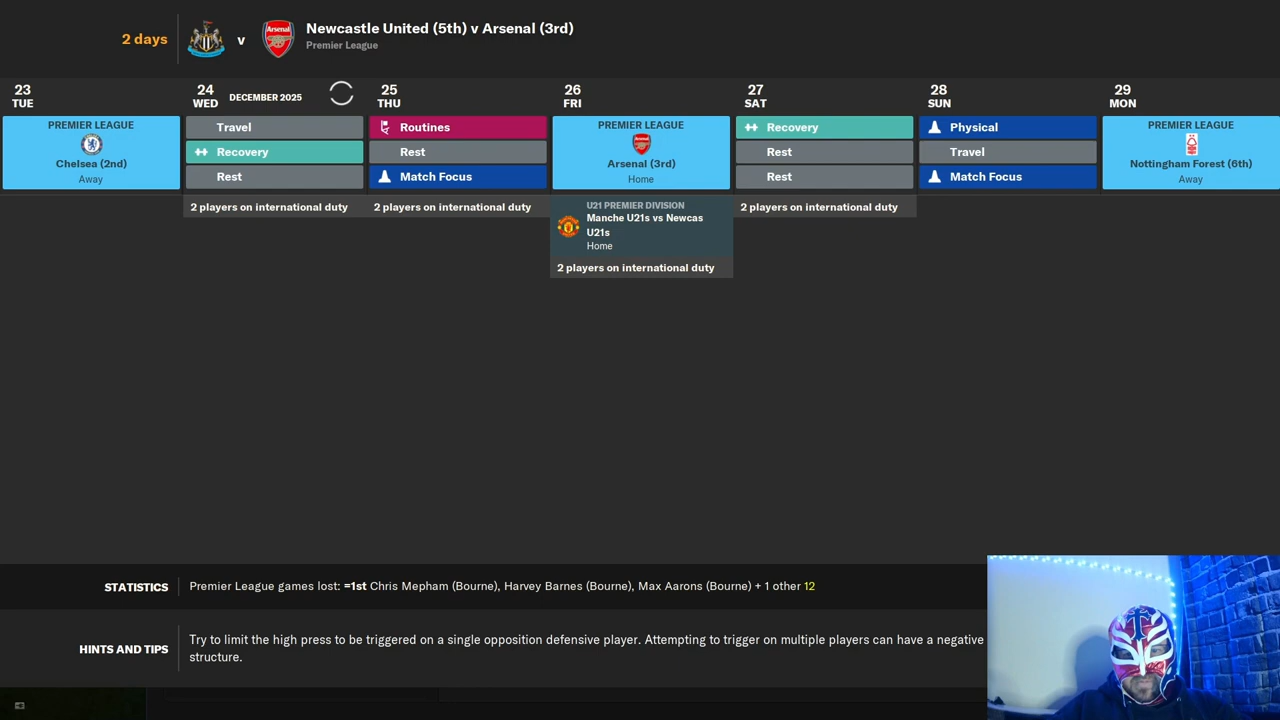 2 days
v
Newcastle United (5th) v Arsenal (3rd)
Premier League
23
TUE
24
WED
DECEMBER 2025
25
THU
26
FRI
27
SAT
28
SUN
29
MON
PREMIER LEAGUE
Chelsea (2nd)
Away
Travel
Recovery
Rest
2 players on international duty
Routines
Rest
Match Focus
2 players on international duty
PREMIER LEAGUE
Arsenal
Arsenal (3rd)
Home
U21 PREMIER DIVISION
Manche U21s vs Newcas
U21s
Home
2 players on international duty
Recovery
Rest
Rest
2 players on international duty
Physical
Travel
Match Focus
PREMIER LEAGUE
Nottingham Forest (6th)
Away
STATISTICS
Premier League games lost: =1st Chris Mepham (Bourne), Harvey Barnes (Bourne), Max Aarons (Bourne) + 1 other 12
HINTS AND TIPS
Try to limit the high press to be triggered on a single opposition defensive player. Attempting to trigger on multiple players can have a negative
structure.